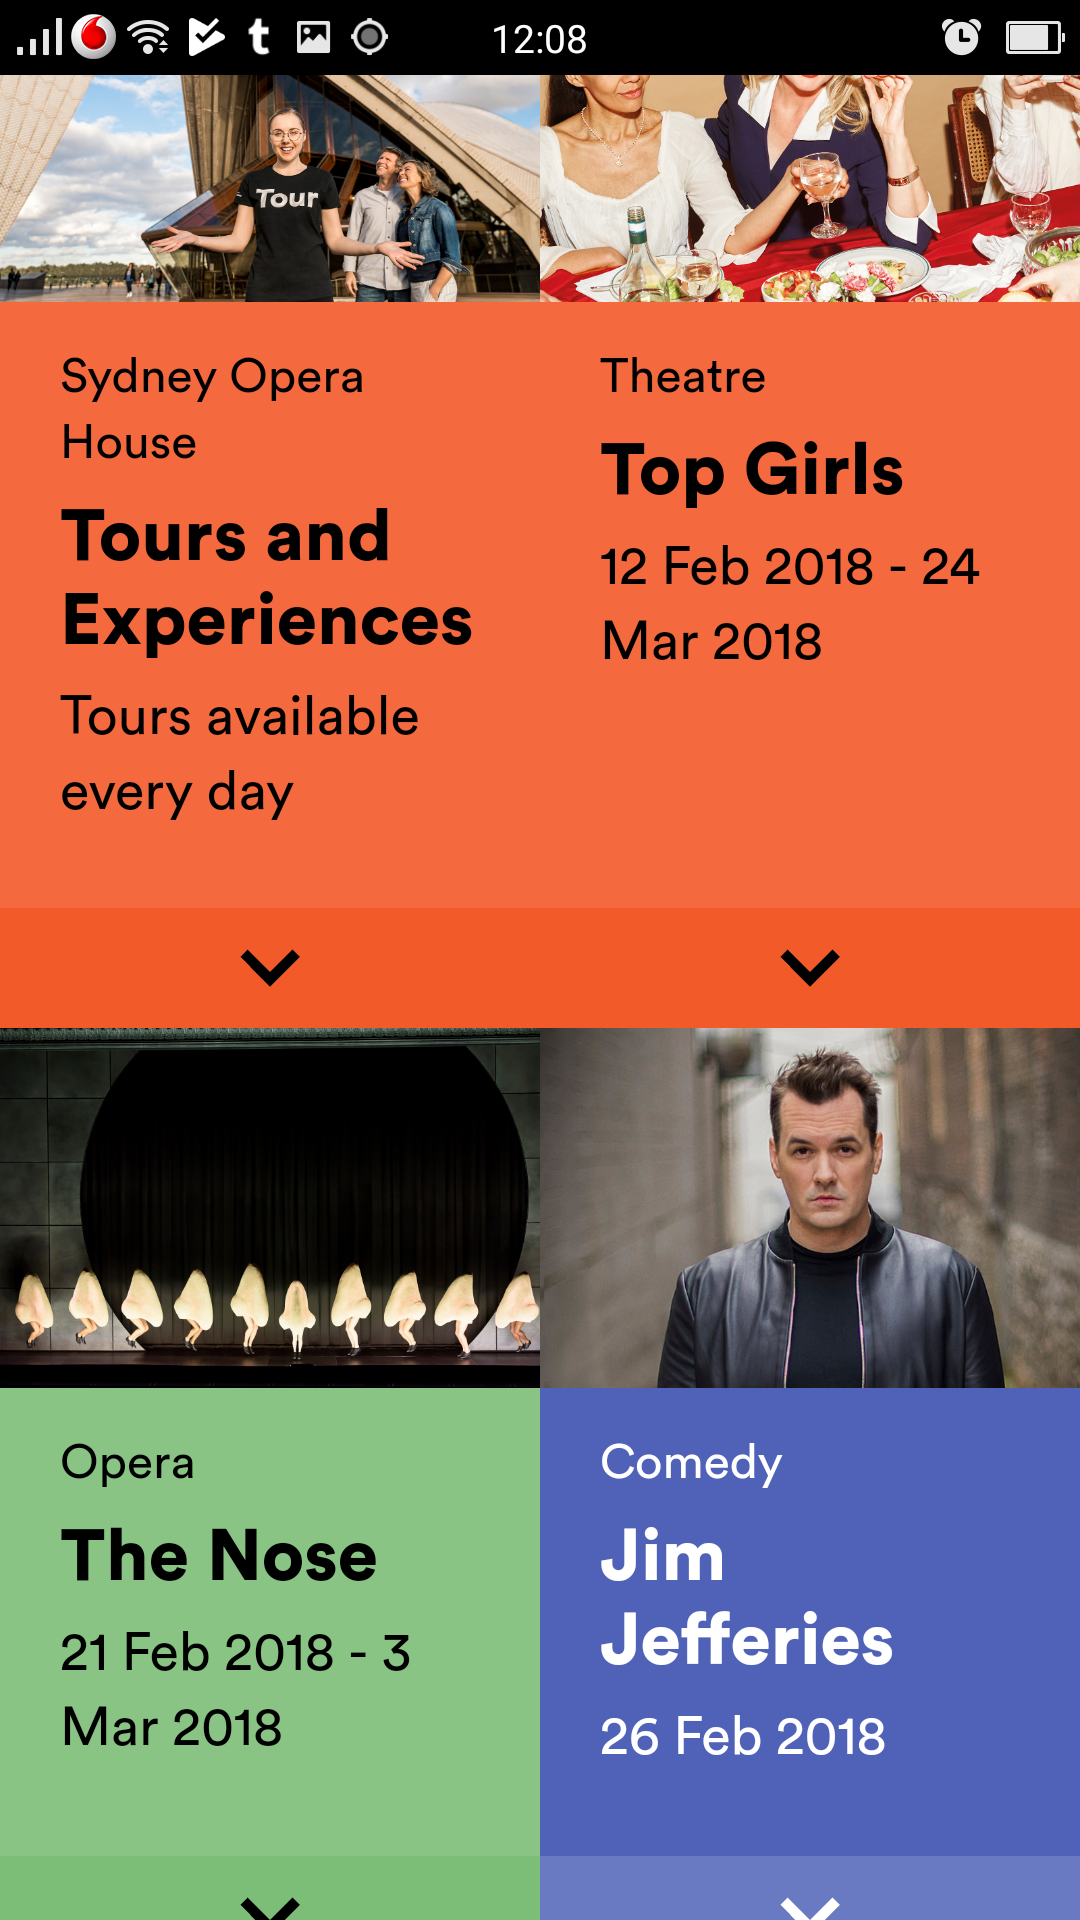 12:08
Tour
Sydney Opera
House
Tours and
Experiences
Tours available
every day
Theatre
Top Girls
12 Feb 2018 - 24
Mar 2018
Opera
The Nose
21 Feb 2018 - 3
Mar 2018
Comedy
Jim
Jefferies
26 Feb 2018